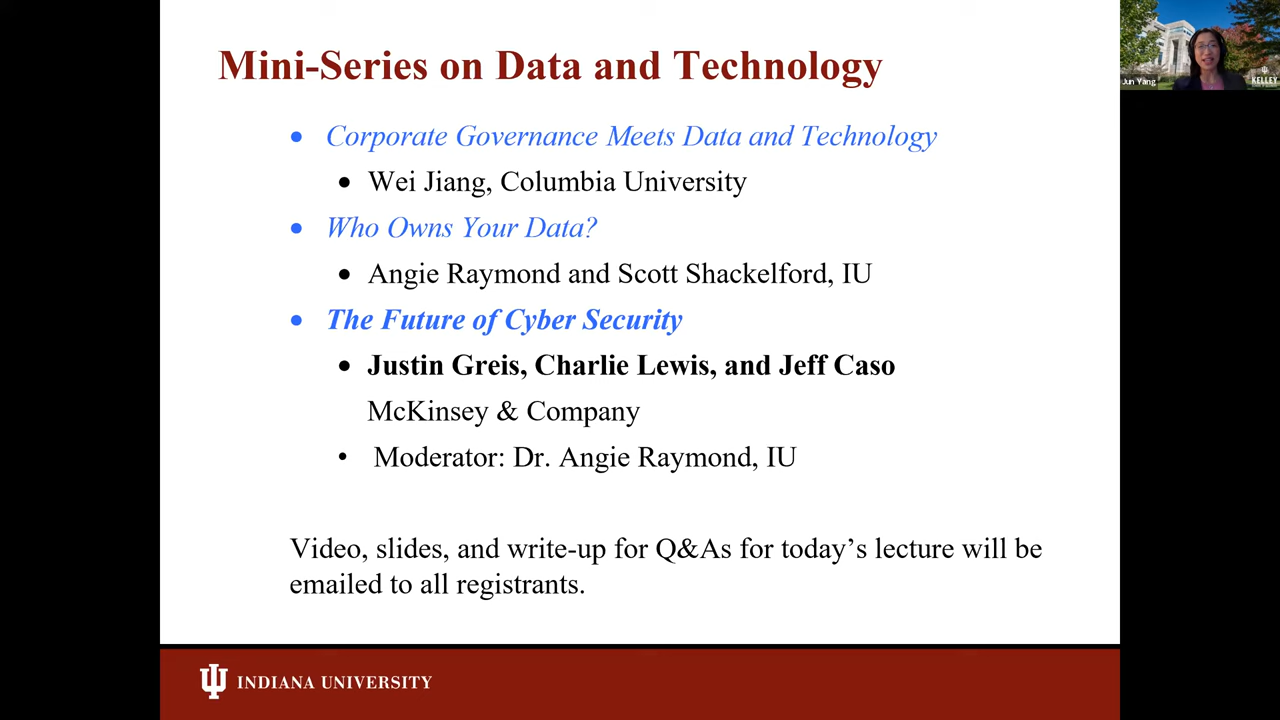 Mini-Series on Data and Technology
• Corporate Governance Meets Data and Technology
• Wei Jiang, Columbia University
• Who Owns Your Data?
• Angie Raymond and Scott Shackelford, IU
• The Future of Cyber Security
• Justin Greis, Charlie Lewis, and Jeff Caso
McKinsey & Company
• Moderator: Dr. Angie Raymond, IU
Video, slides, and write-up for Q&As for today’s lecture will be
emailed to all registrants.
INDIANA UNIVERSITY
Jun Yang
KELLEY